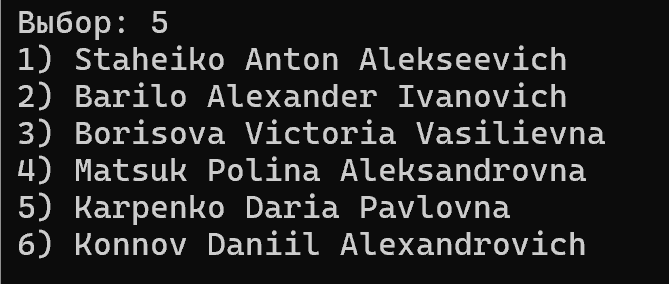 Выбор: 5
1) Staheiko Anton Alekseevich
2) Barilo Alexander Ivanovich
3) Borisova Victoria Vasilievna
4) Matsuk Polina Aleksandrovna
5) Karpenko Daria Pavlovna
6) Konnov Daniil Alexandrovich